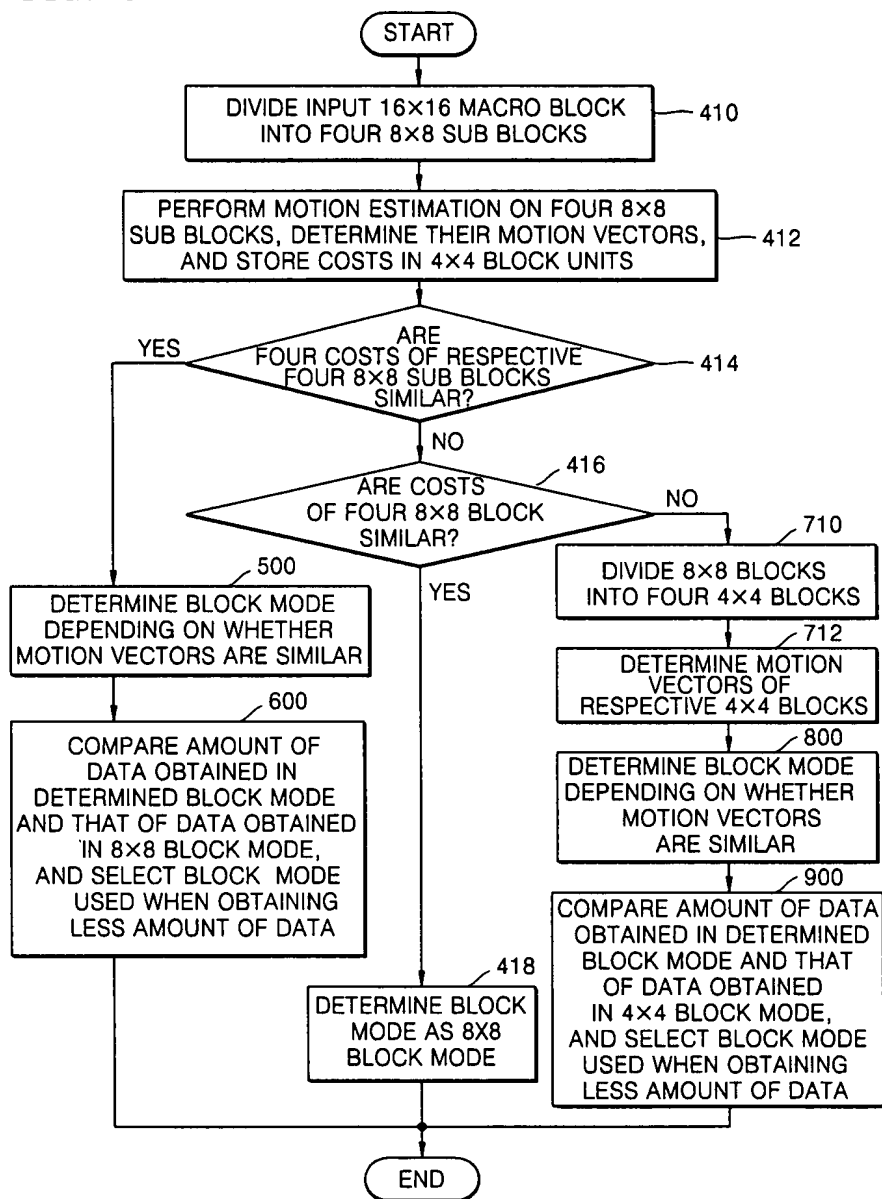 START
DIVIDE INPUT 16×16 MACRO BLOCK
INTO FOUR 8×8 SUB BLOCKS
410
PERFORM MOTION ESTIMATION ON FOUR 8×8
SUB BLOCKS, DETERMINE THEIR MOTION VECTORS,
AND STORE COSTS IN 4×4 BLOCK UNITS
412
ARE
FOUR COSTS OF RESPECTIVE
FOUR 8×8 SUB BLOCKS
SIMILAR?
414
YES
NO
416
ARE COSTS
OF FOUR 8×8 BLOCK
SIMILAR?
NO
YES
500
DETERMINE BLOCK MODE
DEPENDING ON WHETHER
MOTION VECTORS ARE SIMILAR
600
COMPARE AMOUNT OF
DATA OBTAINED IN
DETERMINED BLOCK MODE
AND THAT OF DATA OBTAINED
IN 8×8 BLOCK MODE,
AND SELECT BLOCK MODE
USED WHEN OBTAINING
LESS AMOUNT OF DATA
418
DETERMINE BLOCK
MODE AS 8X8
BLOCK MODE
710
DIVIDE 8×8 BLOCKS
INTO FOUR 4×4 BLOCKS
712
DETERMINE MOTION
VECTORS OF
RESPECTIVE 4×4 BLOCKS
800
DETERMINE BLOCK MODE
DEPENDING ON WHETHER
MOTION VECTORS
ARE SIMILAR
900
COMPARE AMOUNT OF DATA
OBTAINED IN DETERMINED
BLOCK MODE AND THAT
OF DATA OBTAINED
IN 4×4 BLOCK MODE,
AND SELECT BLOCK MODE
USED WHEN OBTAINING
LESS AMOUNT OF DATA
END